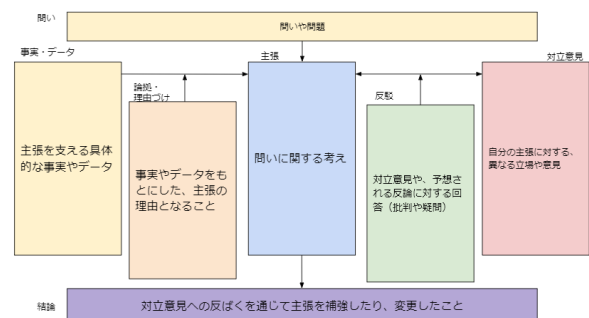 問い
問いや問題
事実・データ
主張
対立意見
論拠・
理由づけ
反駁
主張を支える具体
的な事実やデータ
事実やデータをも
とにした、主張の
理由となること
問いに関する考え
対立意見や、予想さ
れる反論に対する回
答（批判や疑問）
自分の主張に対する、
異なる立場や意見
結論
対立意見への反ばくを通じて主張を補強したり、変更したこと